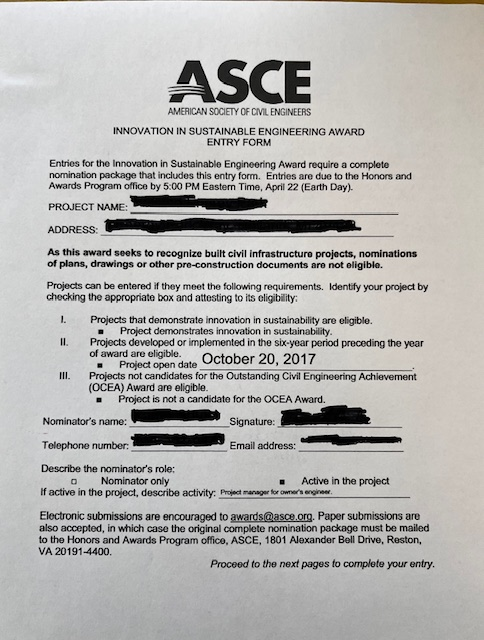 ASCE
AMERICAN SOCIETY OF CIVIL ENGINEERS
INNOVATION IN SUSTAINABLE ENGINEERING AWARD
ENTRY FORM
Entries for the Innovation in Sustainable Engineering Award require a complete
nomination package that includes this entry form. Entries are due to the Honors and
Awards Program office by 5:00 PM Eastern Time, April 22 (Earth Day).
PROJECT NAME:
ADDRESS:
As this award seeks to recognize built civil infrastructure projects, nominations
of plans, drawings or other pre-construction documents are not eligible.
Projects can be entered if they meet the following requirements. Identify your project by
checking the appropriate box and attesting to its eligibility:
I. Projects that demonstrate innovation in sustainability are eligible.
■ Project demonstrates innovation in sustainability.
II. Projects developed or implemented in the six-year period preceding the year
of award are eligible.
■ Project open date October 20, 2017.
III. Projects not candidates for the Outstanding Civil Engineering Achievement
(OCEA) Award are eligible.
■ Project is not a candidate for the OCEA Award.
Nominator's name: Signature:
Telephone number: Email address:
Describe the nominator's role:
□ Nominator only ■ Active in the project
If active in the project, describe activity: Project manager for owner's engineer.
Electronic submissions are encouraged to awards@asce.org. Paper submissions are
also accepted, in which case the original complete nomination package must be mailed
to the Honors and Awards Program office, ASCE, 1801 Alexander Bell Drive, Reston,
VA 20191-4400.
Proceed to the next pages to complete your entry.